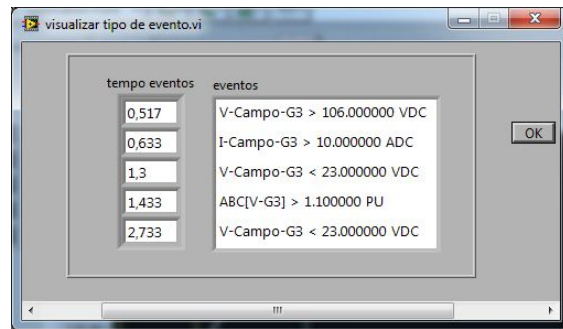 visualizar tipo de evento.vi
tempo eventos eventos
0,517 V-Campo-G3 > 106.000000 VDC
0,633 I-Campo-G3 > 10.000000 ADC
OK
1,3 V-Campo-G3 < 23.000000 VDC
1,433 ABC[V-G3] > 1.100000 PU
2,733 V-Campo-G3 < 23.000000 VDC